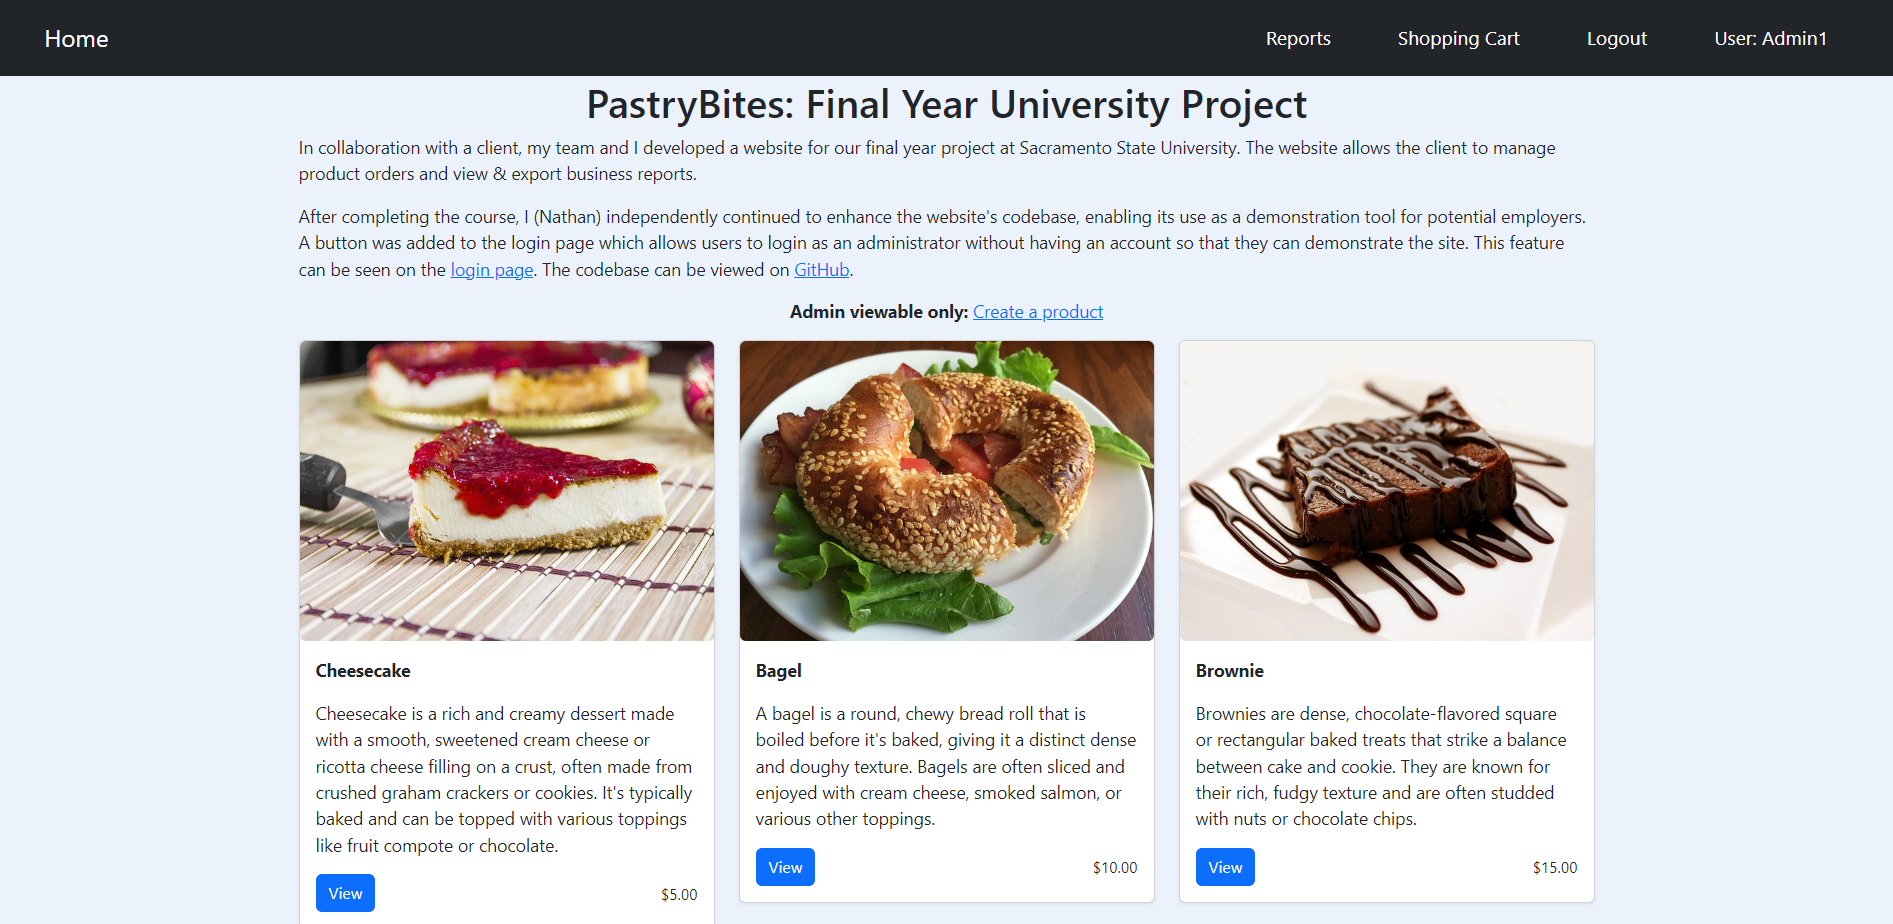 Home
Reports
Shopping Cart
Logout
User: Admin1
PastryBites: Final Year University Project
In collaboration with a client, my team and I developed a website for our final year project at Sacramento State University. The website allows the client to manage
product orders and view & export business reports.
After completing the course, I (Nathan) independently continued to enhance the website's codebase, enabling its use as a demonstration tool for potential employers.
A button was added to the login page which allows users to login as an administrator without having an account so that they can demonstrate the site. This feature
can be seen on the login page. The codebase can be viewed on GitHub.
Admin viewable only: Create a product
Cheesecake
Cheesecake is a rich and creamy dessert made
with a smooth, sweetened cream cheese or
ricotta cheese filling on a crust, often made from
crushed graham crackers or cookies. It's typically
baked and can be topped with various toppings
like fruit compote or chocolate.
View
$5.00
Bagel
A bagel is a round, chewy bread roll that is
boiled before it's baked, giving it a distinct dense
and doughy texture. Bagels are often sliced and
enjoyed with cream cheese, smoked salmon, or
various other toppings.
View
$10.00
Brownie
Brownies are dense, chocolate-flavored square
or rectangular baked treats that strike a balance
between cake and cookie. They are known for
their rich, fudgy texture and are often studded
with nuts or chocolate chips.
View
$15.00